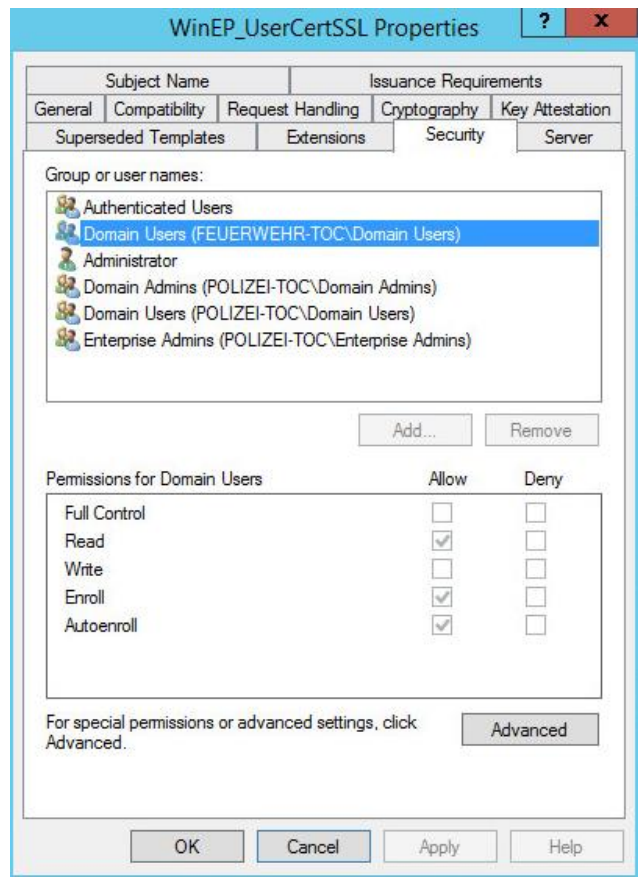 WinEP_UserCertSSL Properties ? x
Subject Name Issuance Requirements
General Compatibility Request Handling Cryptography Key Attestation
Superseded Templates Extensions Security Server
Group or user names:
Authenticated Users
Domain Users (FEUERWEHR-TOC\Domain Users)
Administrator
Domain Admins (POLIZEI-TOC\Domain Admins)
Domain Users (POLIZEI-TOC\Domain Users)
Enterprise Admins (POLIZEI-TOC\Enterprise Admins)
Add... Remove
Permissions for Domain Users Allow Deny
Full Control
Read
Write
Enroll
Autoenroll
For special permissions or advanced settings, click
Advanced.
Advanced
OK Cancel Apply Help